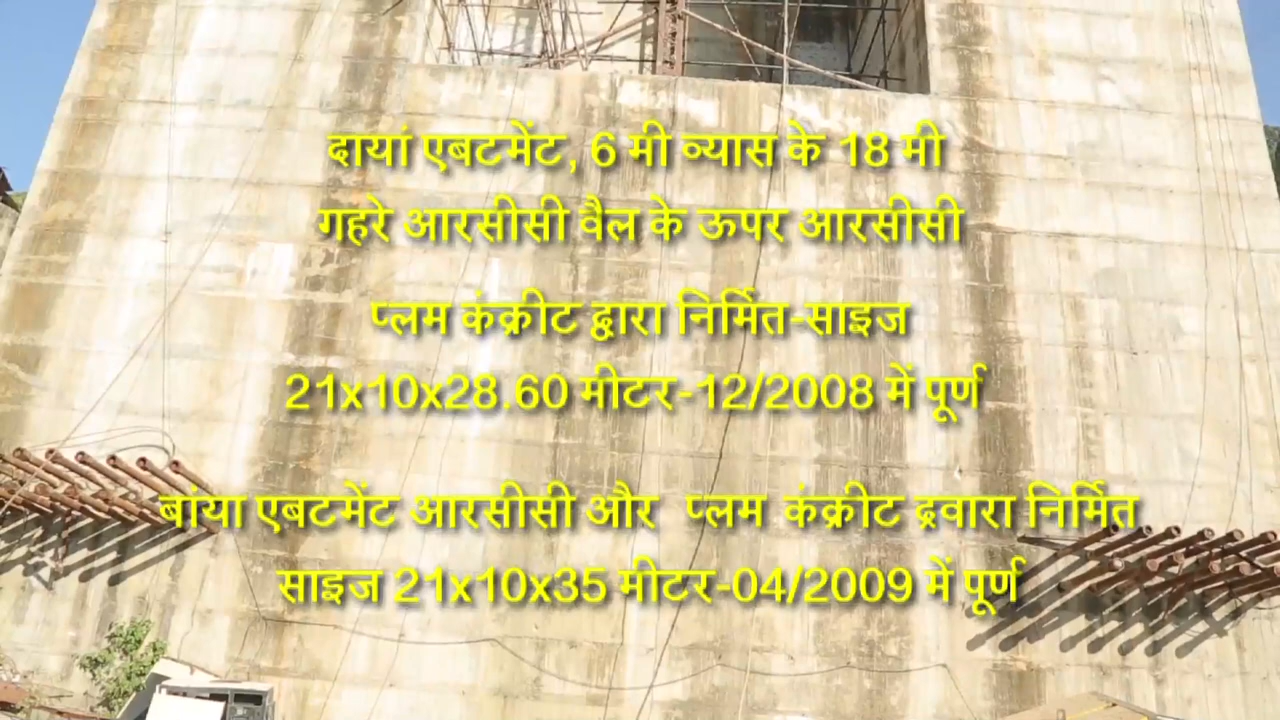 दायां एबटमेंट, 6 मी व्यास के 18 मी
गहरे आरसीसी वैल के ऊपर आरसीसी
प्लम कंक्रीट द्वारा निर्मित-साइज
21x10x28.60 मीटर-12/2008 में पूर्ण
बांया एबटमेंट आरसीसी और प्लम कंक्रीट द्रवारा निर्मित
साइज 21x10x35 मीटर-04/2009 में पूर्ण